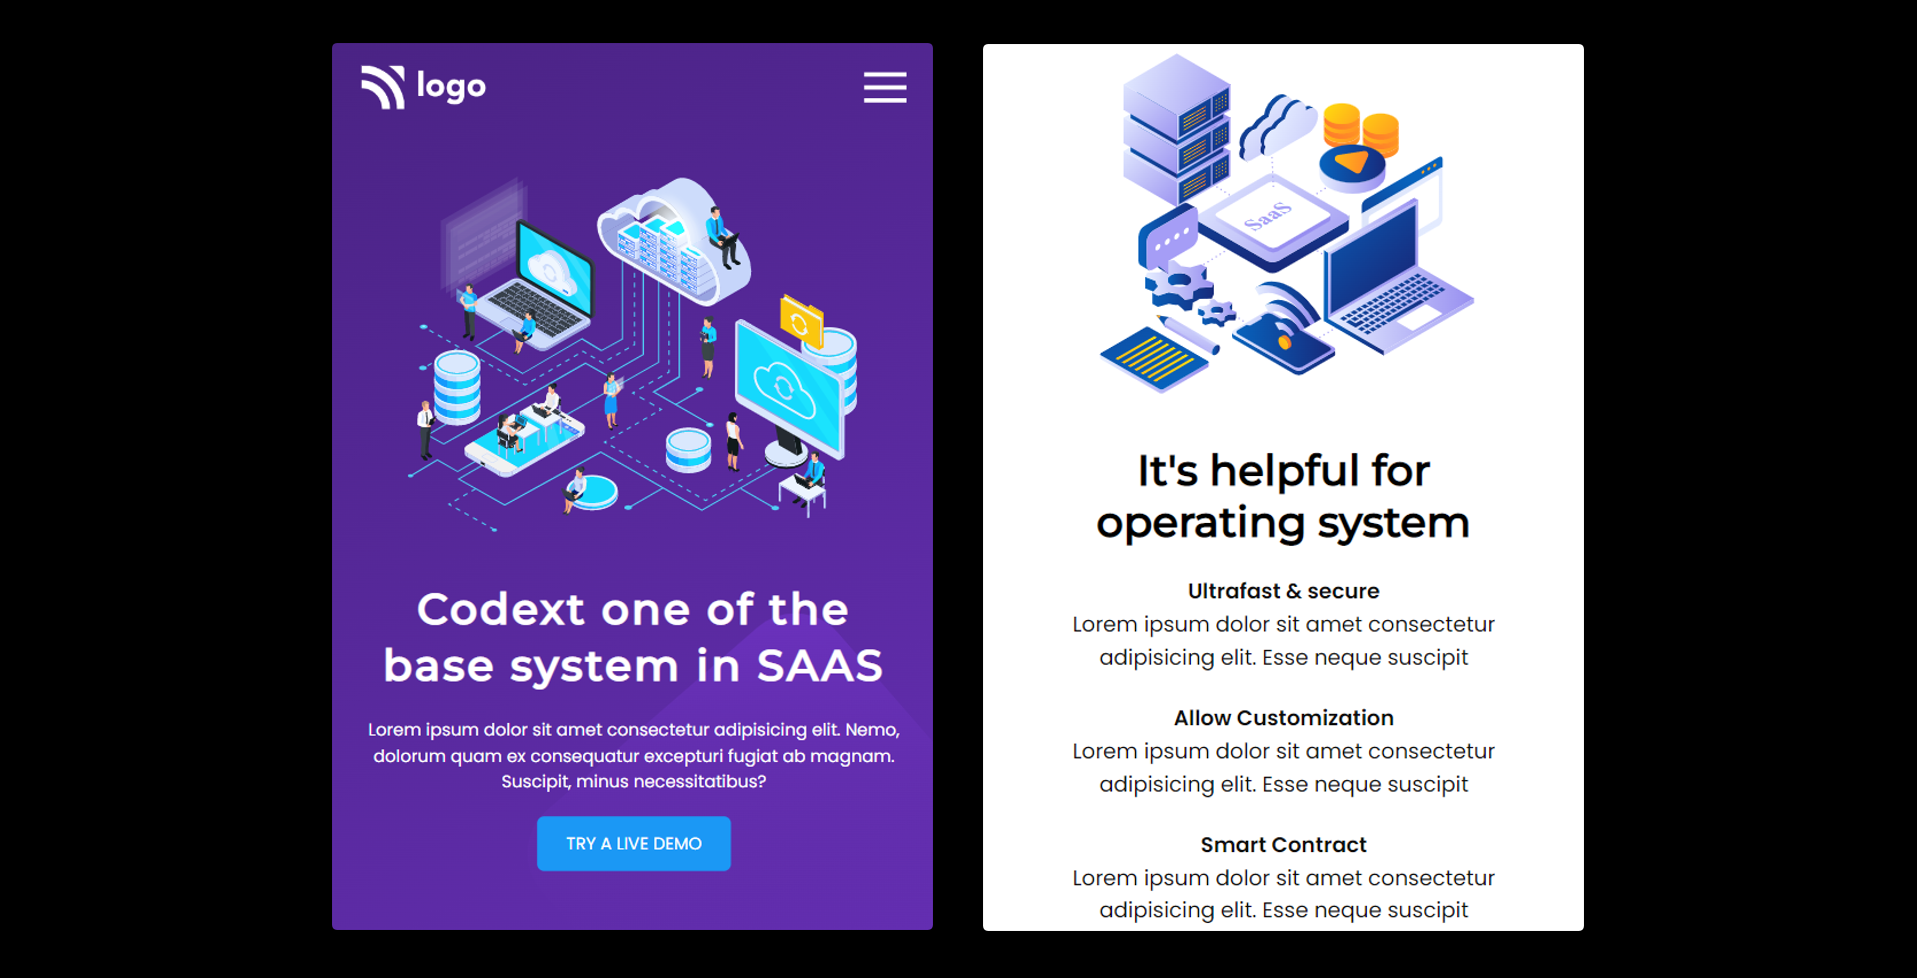 logo
Codext one of the
base system in SAAS
Lorem ipsum dolor sit amet consectetur adipisicing elit. Nemo,
dolorum quam ex consequatur excepturi fugiat ab magnam.
Suscipit, minus necessitatibus?
TRY A LIVE DEMO
SaaS
It's helpful for
operating system
Ultrafast & secure
Lorem ipsum dolor sit amet consectetur
adipisicing elit. Esse neque suscipit
Allow Customization
Lorem ipsum dolor sit amet consectetur
adipisicing elit. Esse neque suscipit
Smart Contract
Lorem ipsum dolor sit amet consectetur
adipisicing elit. Esse neque suscipit